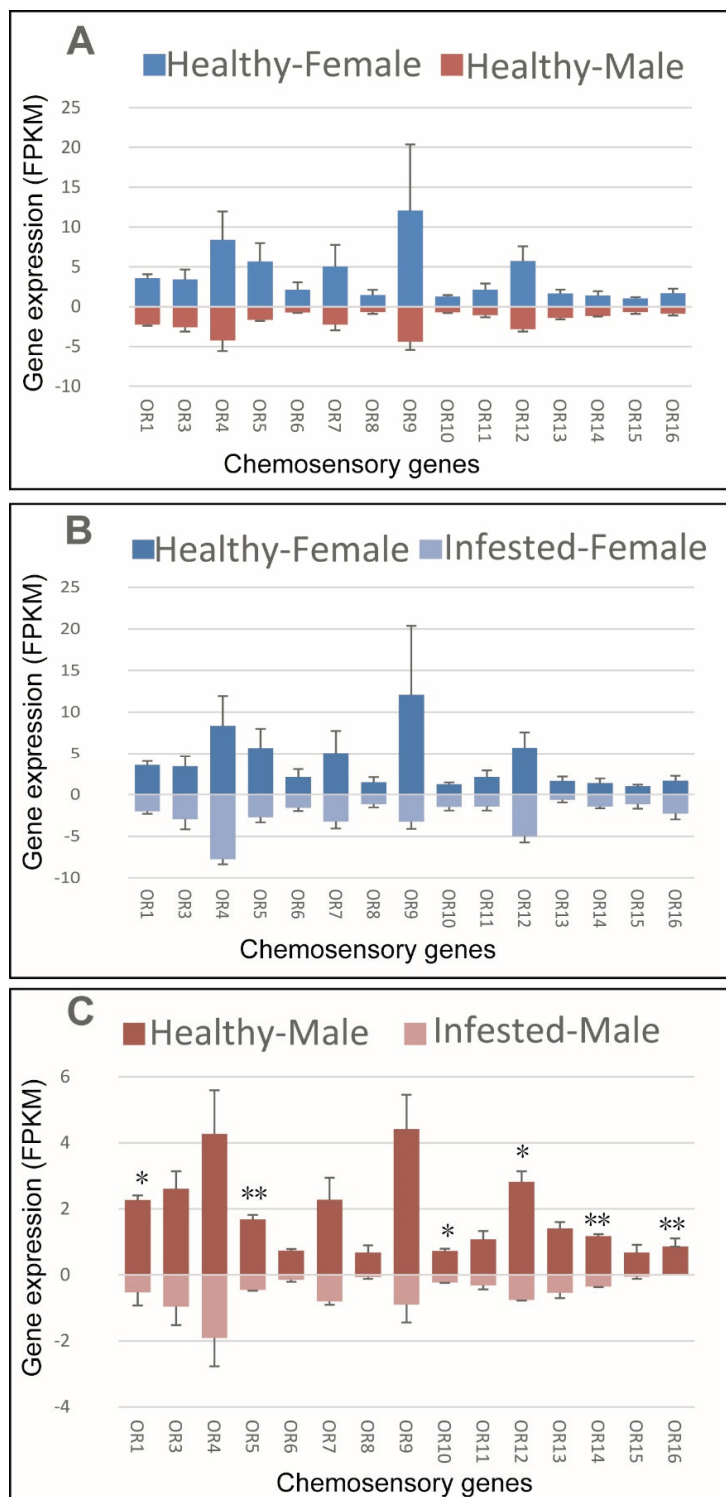 A
Healthy-Female Healthy-Male
Gene expression (FPKM)
25
20
15
10
5
0
-5
-10
OR1 OR3 OR4 OR5 OR6 OR7 OR8 OR9 OR10 OR11 OR12 OR13 OR14 OR15 OR16
Chemosensory genes
B
Healthy-Female Infested-Female
Gene expression (FPKM)
25
20
15
10
5
0
-5
-10
OR1 OR3 OR4 OR5 OR6 OR7 OR8 OR9 OR10 OR11 OR12 OR13 OR14 OR15 OR16
Chemosensory genes
C
Healthy-Male Infested-Male
Gene expression (FPKM)
6
4
2
0
-2
-4
* ** * * ** **
OR1 OR3 OR4 OR5 OR6 OR7 OR8 OR9 OR10 OR11 OR12 OR13 OR14 OR15 OR16
Chemosensory genes